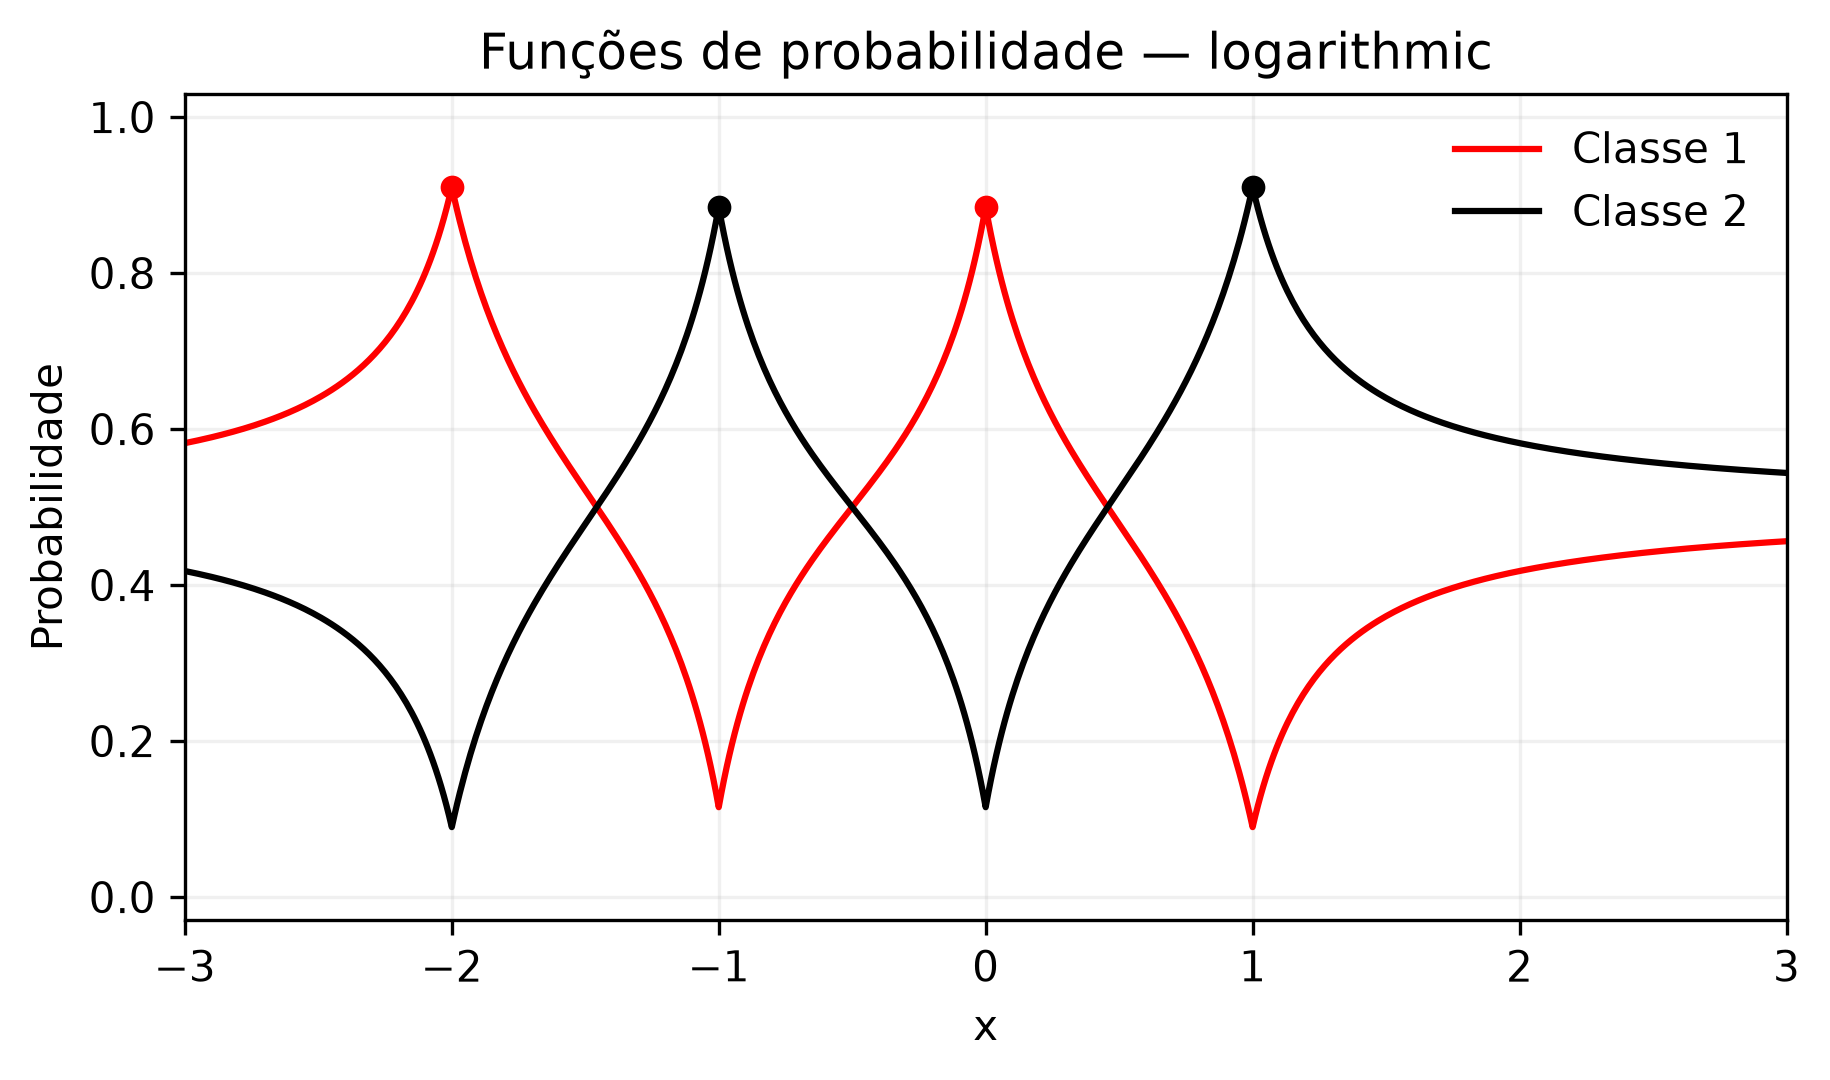 Funções de probabilidade — logarithmic
1.0
0.8
0.6
0.4
0.2
0.0
Probabilidade
Classe 1
Classe 2
−3 −2 −1 0 1 2 3
x